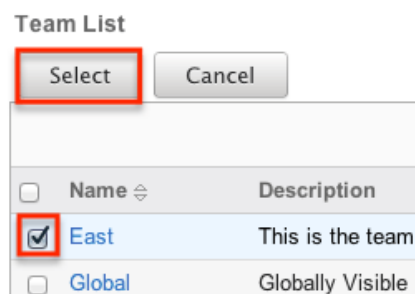 Team List
Select Cancel
Name Description
East This is the team
Global Globally Visible